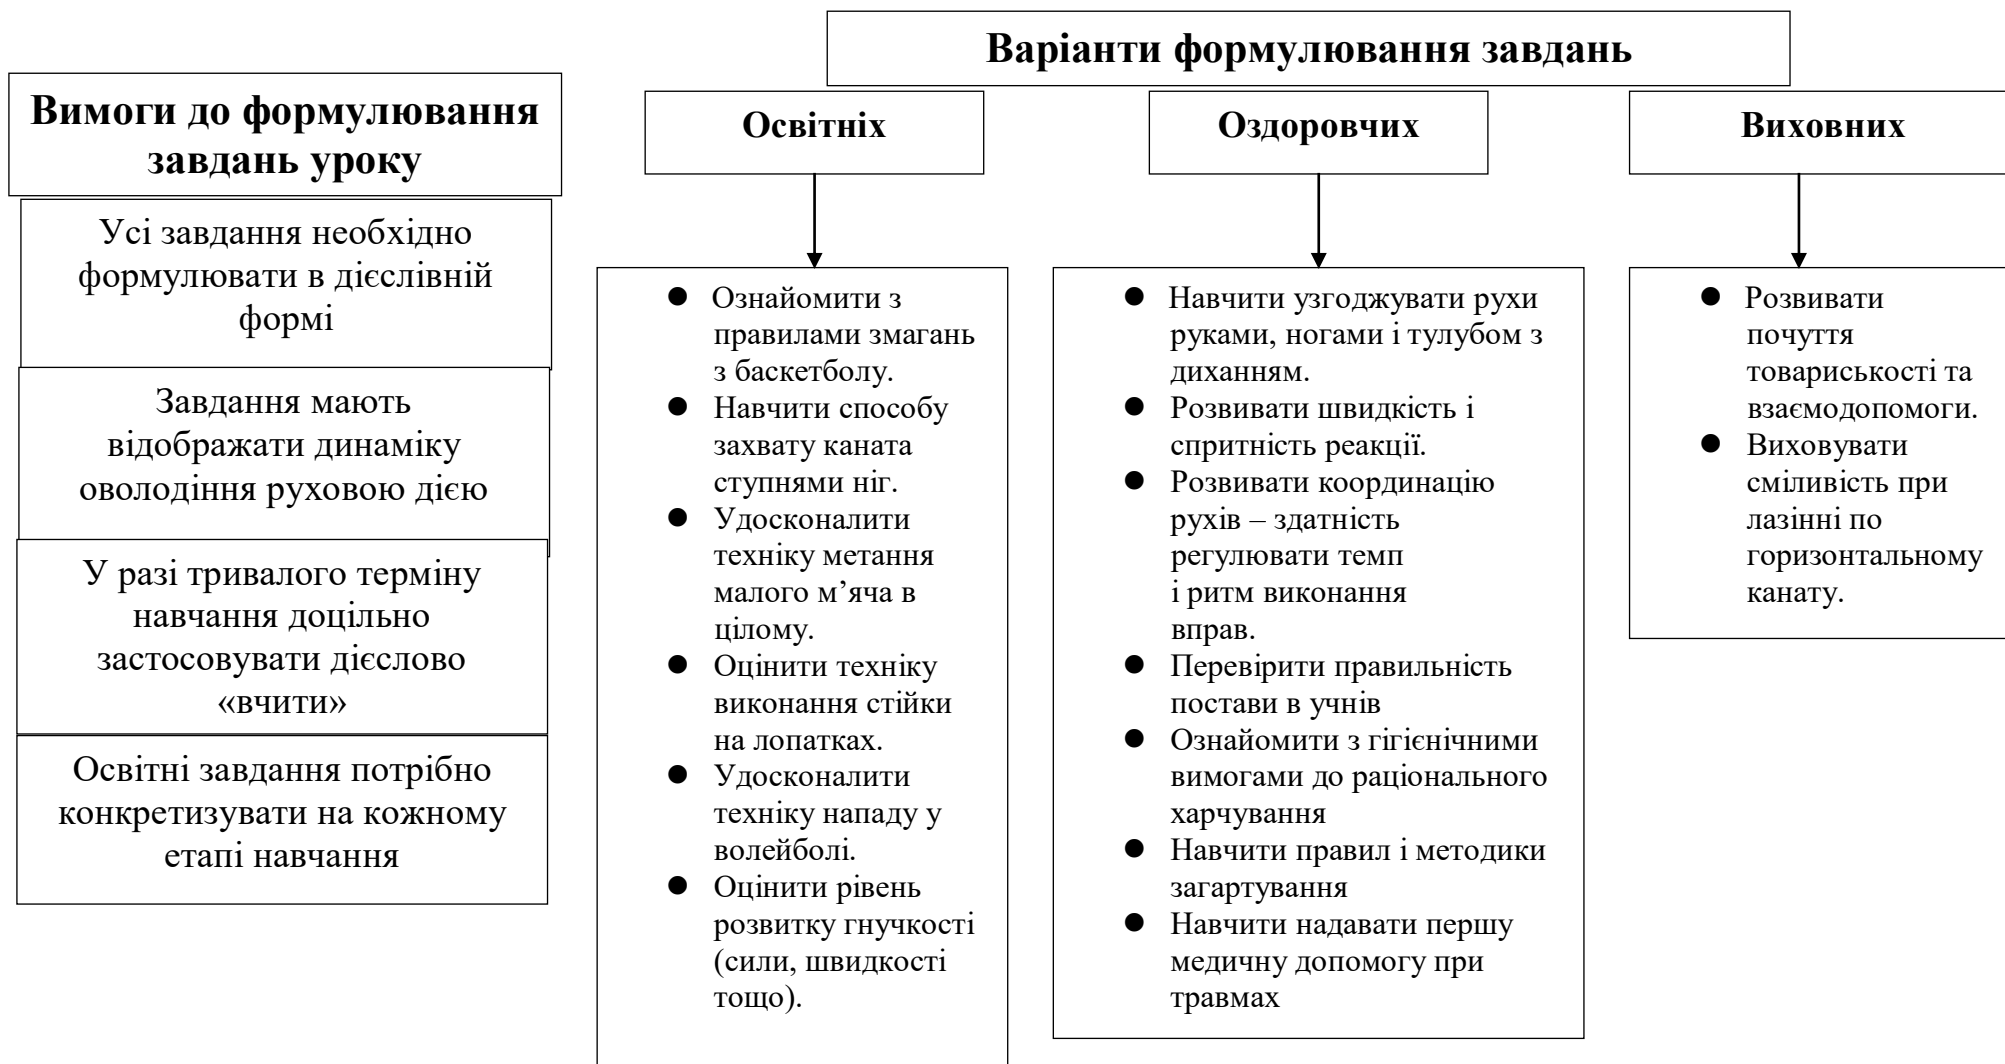 Варіанти формулювання завдань
Вимоги до формулювання
завдань уроку
Усі завдання необхідно
формулювати в дієслівній
формі
Завдання мають
відображати динаміку
оволодіння руховою дією
У разі тривалого терміну
навчання доцільно
застосовувати дієслово
«вчити»
Освітні завдання потрібно
конкретизувати на кожному
етапі навчання
Освітніх
● Ознайомити з
правилами змагань
з баскетболу.
● Навчити способу
захвату каната
ступнями ніг.
● Удосконалити
техніку метання
малого м’яча в
цілому.
● Оцінити техніку
виконання стійки
на лопатках.
● Удосконалити
техніку нападу у
волейболі.
● Оцінити рівень
розвитку гнучкості
(сили, швидкості
тощо).
Оздоровчих
● Навчити узгоджувати рухи
руками, ногами і тулубом з
диханням.
● Розвивати швидкість і
спритність реакції.
● Розвивати координацію
рухів – здатність
регулювати темп
і ритм виконання
вправ.
● Перевірити правильність
постави в учнів
● Ознайомити з гігієнічними
вимогами до раціонального
харчування
● Навчити правил і методики
загартування
● Навчити надавати першу
медичну допомогу при
травмах
Виховних
● Розвивати
почуття
товариськості та
взаємодопомоги.
● Виховувати
сміливість при
лазінні по
горизонтальному
канату.